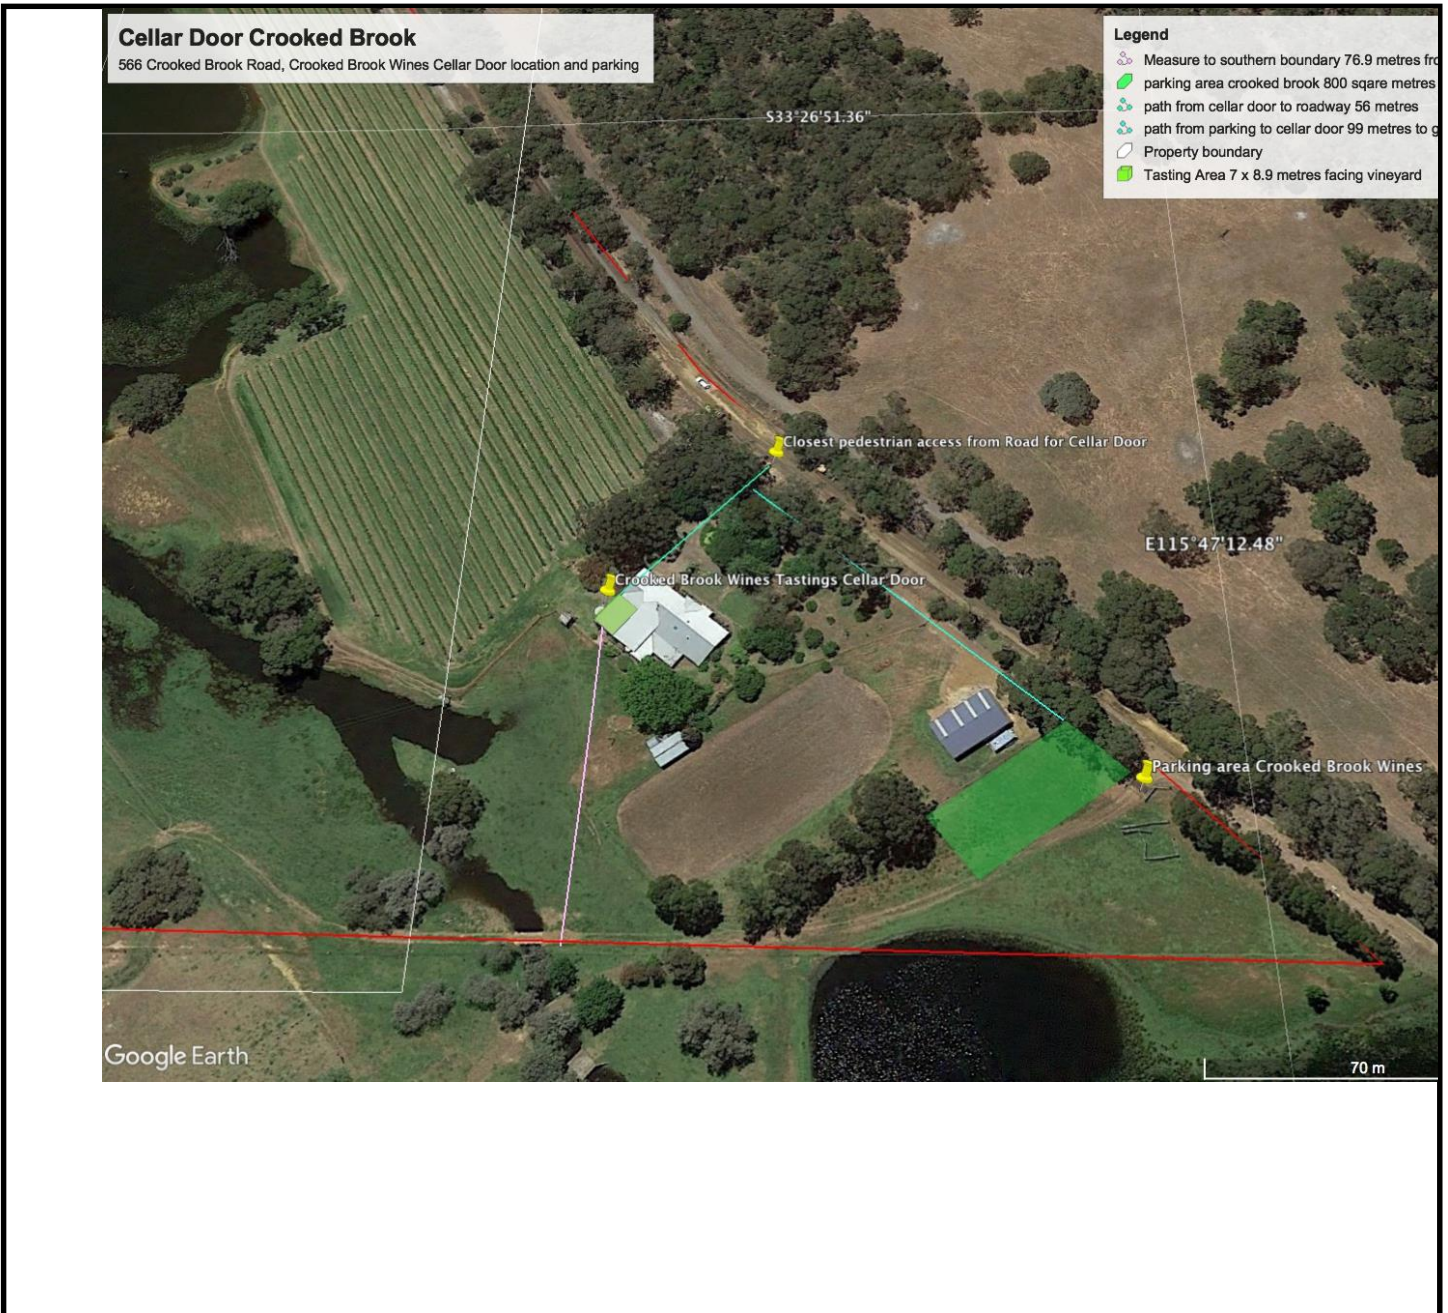 Cellar Door Crooked Brook
566 Crooked Brook Road, Crooked Brook Wines Cellar Door location and parking
Legend
Measure to southern boundary 76.9 metres
parking area crooked brook 800 sqare metres
path from cellar door to roadway 56 metres
path from parking to cellar door 99 metres to
Property boundary
Tasting Area 7 x 8.9 metres facing vineyard
S33°26'51.36"
Closest pedestrian access from Road for Cellar Door
E115°47'12.48"
Crooked Brook Wines Tastings Cellar Door
Parking area Crooked Brook Wines
Google Earth
70 m